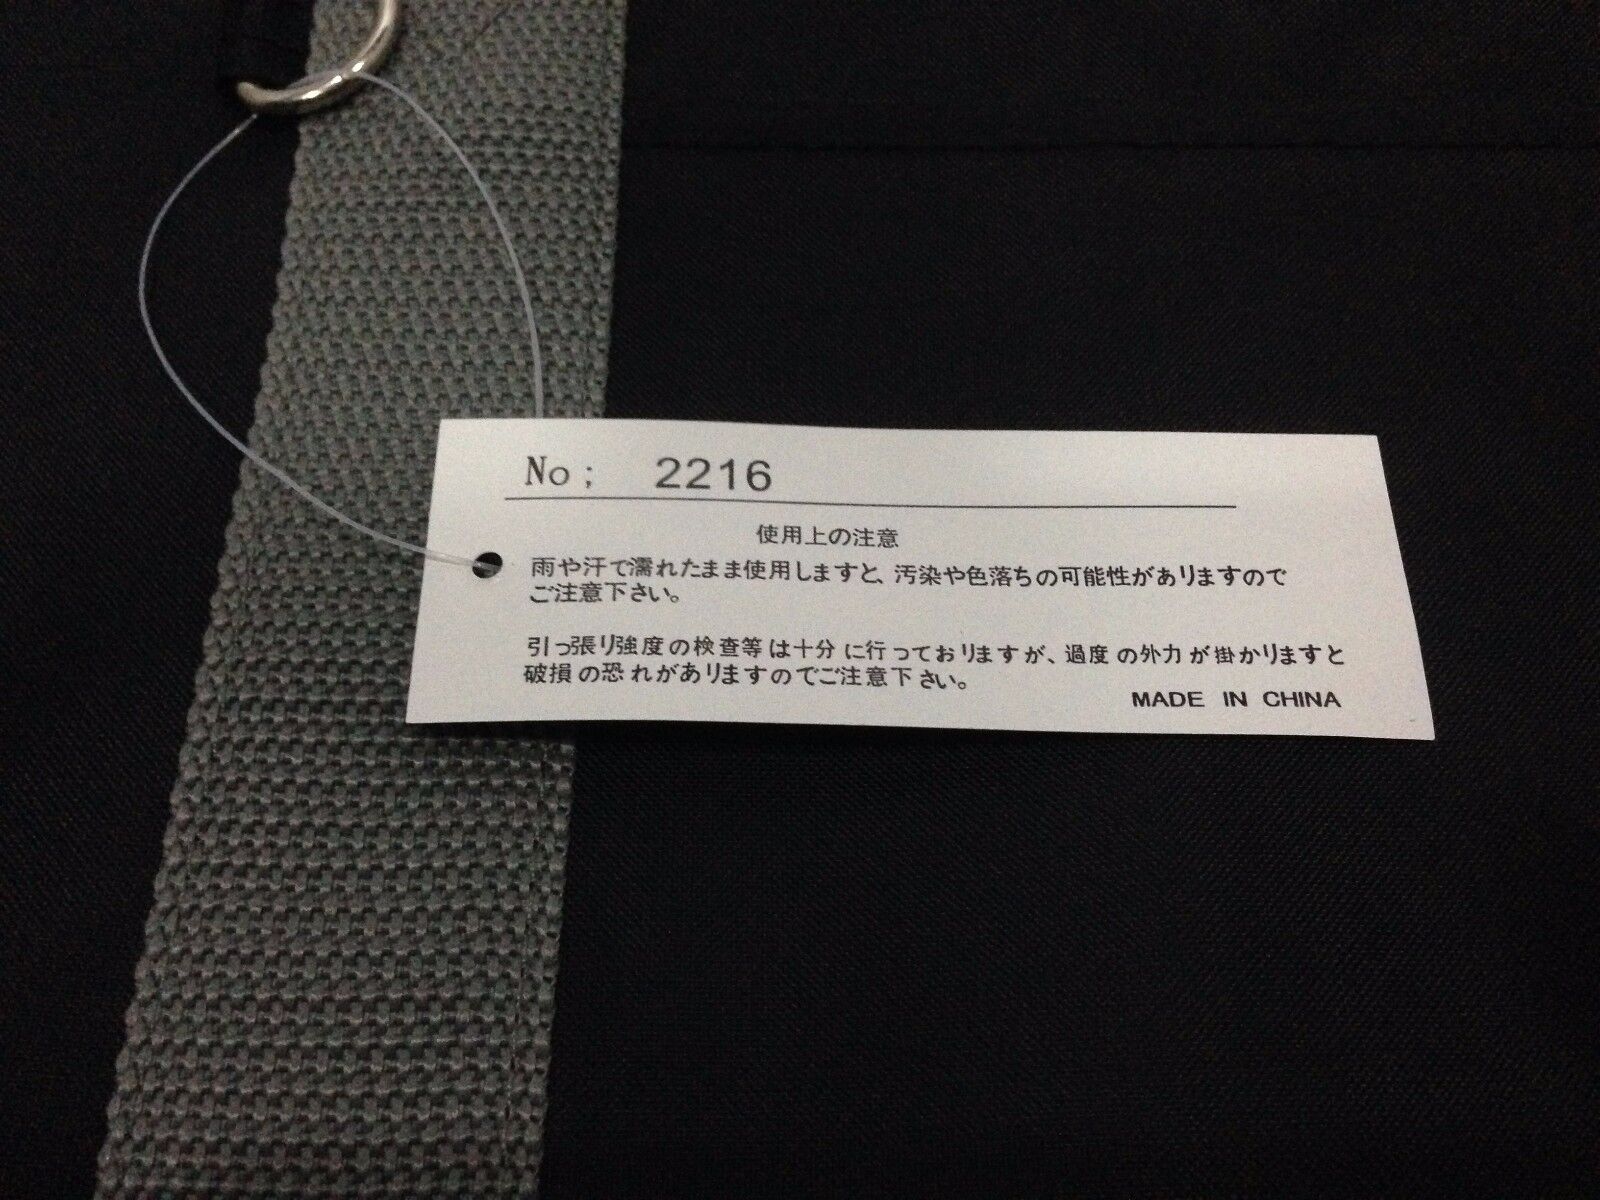 No; 2216
使用上の注意
雨や汗で濡れたまま使用しますと、汚染や色落ちの可能性がありますので
ご注意下さい。
引っ張り強度の検査等は十分に行っておりますが、過度の外力が掛かりますと
破損の恐れがありますのでご注意下さい。
MADE IN CHINA